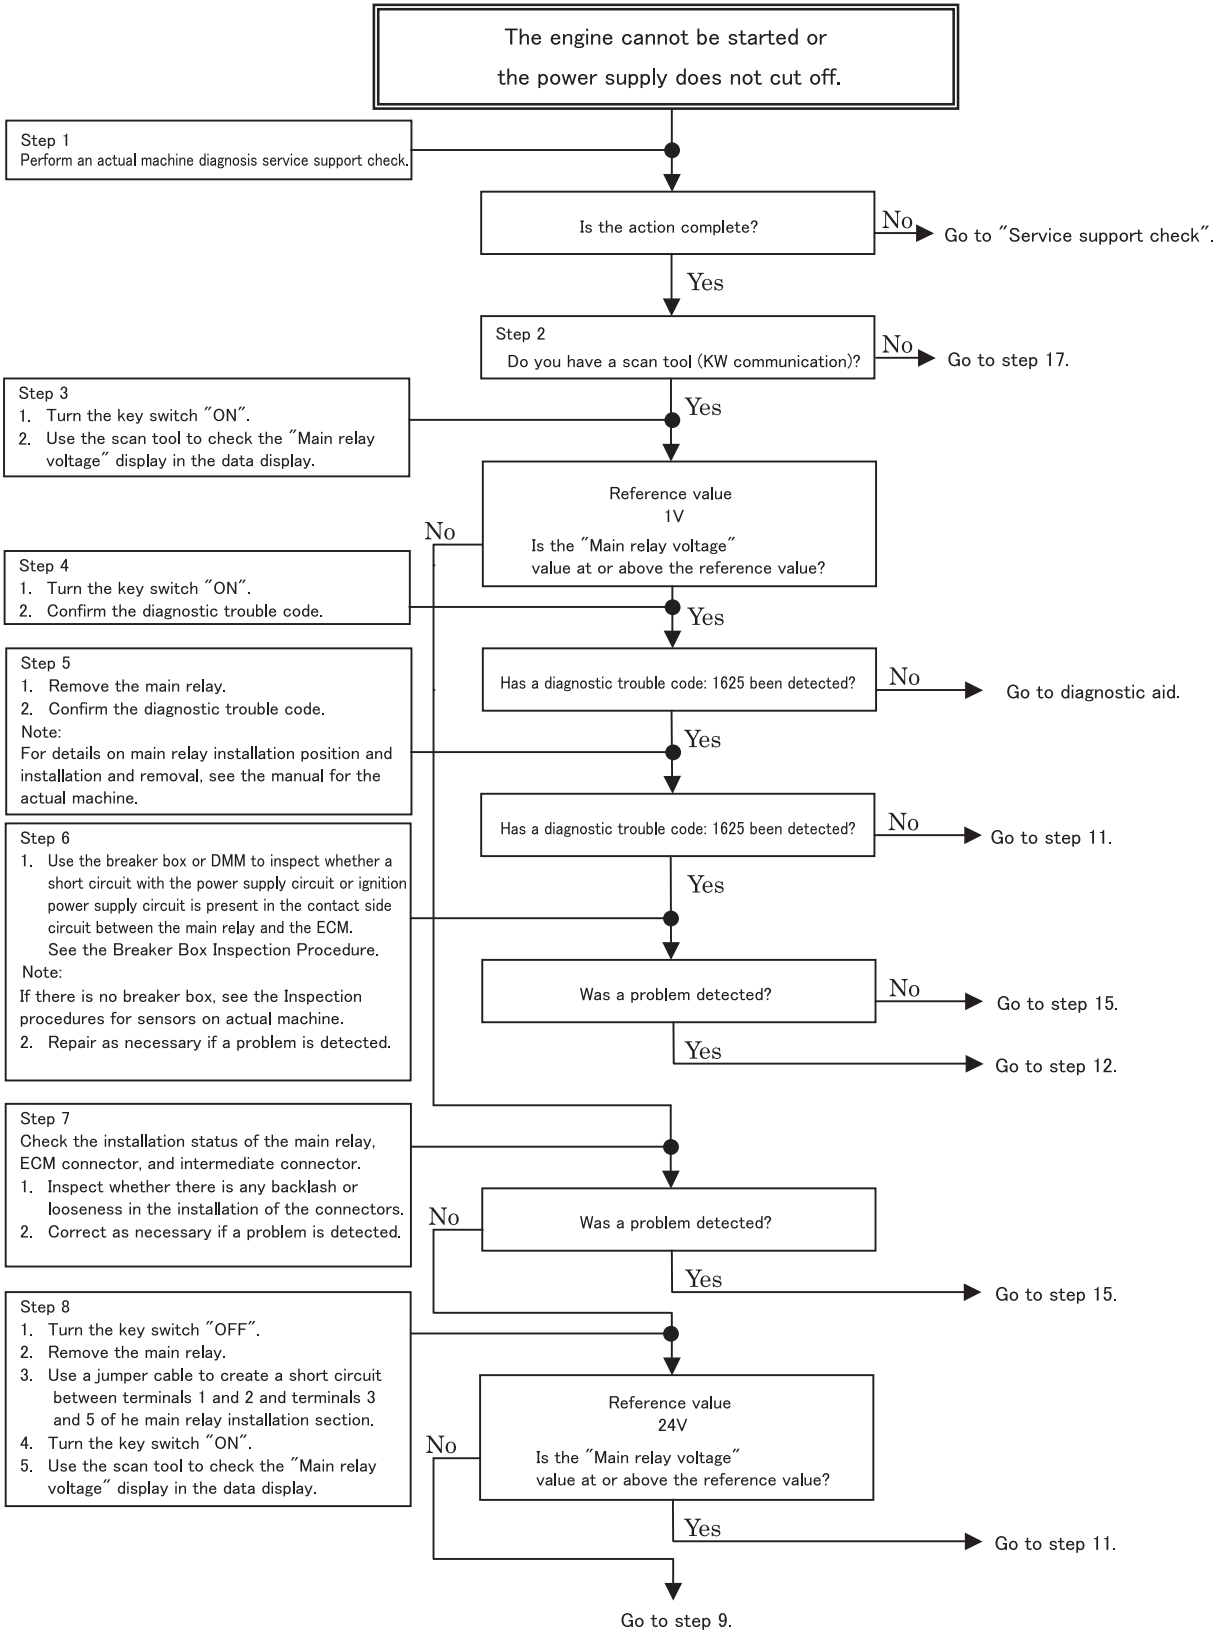 The engine cannot be started or
the power supply does not cut off.
Step 1
Perform an actual machine diagnosis service support check.
Is the action complete?
No
Go to "Service support check".
Yes
Step 2
Do you have a scan tool (KW communication)?
No
Go to step 17.
Yes
Step 3
1. Turn the key switch "ON".
2. Use the scan tool to check the "Main relay
voltage" display in the data display.
Reference value
1V
Is the "Main relay voltage"
value at or above the reference value?
No
Yes
Step 4
1. Turn the key switch "ON".
2. Confirm the diagnostic trouble code.
Has a diagnostic trouble code: 1625 been detected?
No
Go to diagnostic aid.
Yes
Step 5
1. Remove the main relay.
2. Confirm the diagnostic trouble code.
Note:
For details on main relay installation position and
installation and removal, see the manual for the
actual machine.
Has a diagnostic trouble code: 1625 been detected?
No
Go to step 11.
Yes
Step 6
1. Use the breaker box or DMM to inspect whether a
short circuit with the power supply circuit or ignition
power supply circuit is present in the contact side
circuit between the main relay and the ECM.
See the Breaker Box Inspection Procedure.
Note:
If there is no breaker box, see the Inspection
procedures for sensors on actual machine.
2. Repair as necessary if a problem is detected.
Was a problem detected?
No
Go to step 15.
Yes
Go to step 12.
Step 7
Check the installation status of the main relay,
ECM connector, and intermediate connector.
1. Inspect whether there is any backlash or
looseness in the installation of the connectors.
2. Correct as necessary if a problem is detected.
Was a problem detected?
No
Yes
Go to step 15.
Step 8
1. Turn the key switch "OFF".
2. Remove the main relay.
3. Use a jumper cable to create a short circuit
between terminals 1 and 2 and terminals 3
and 5 of he main relay installation section.
4. Turn the key switch "ON".
5. Use the scan tool to check the "Main relay
voltage" display in the data display.
Reference value
24V
Is the "Main relay voltage"
value at or above the reference value?
No
Yes
Go to step 11.
Go to step 9.